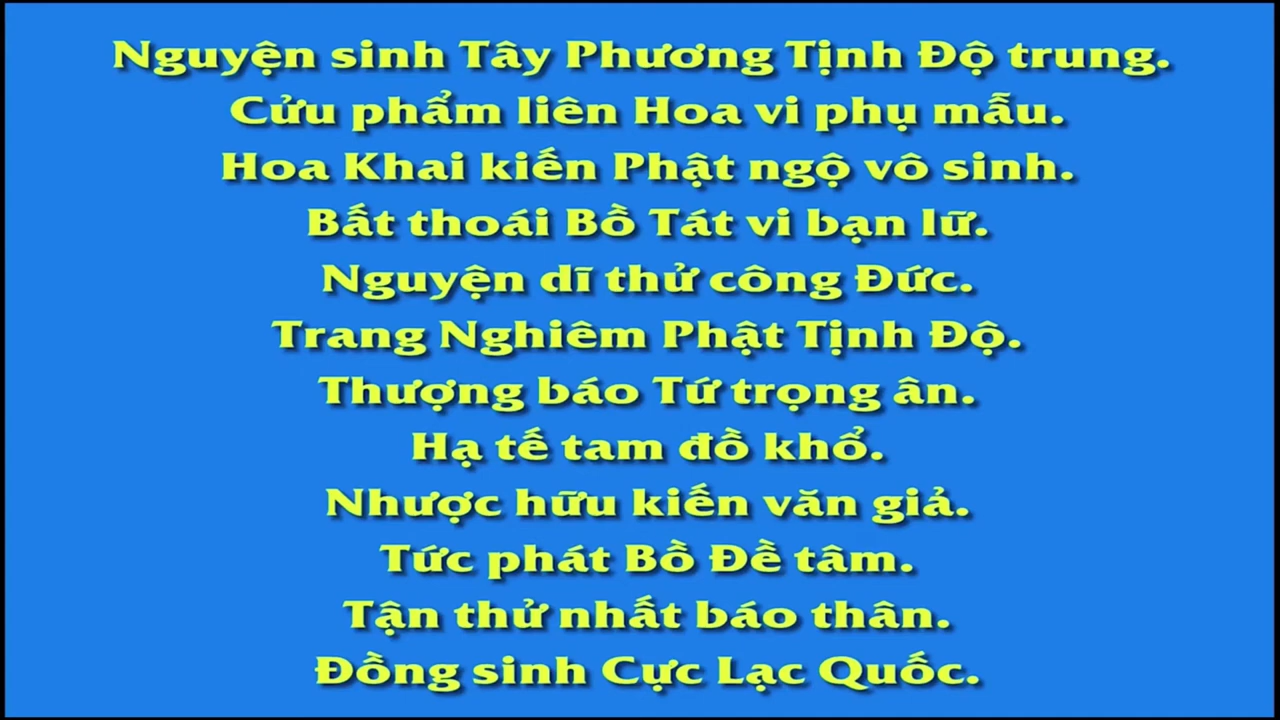 Nguyện sinh Tây Phương Tịnh Độ trung.
Cửu phẩm liên Hoa vi phụ mẫu.
Hoa Khai kiến Phật ngộ vô sinh.
Bất thoái Bồ Tát vi bạn lữ.
Nguyện dĩ thử công Đức.
Trang Nghiêm Phật Tịnh Độ.
Thượng báo Tứ trọng ân.
Hạ tế tam đồ khổ.
Nhược hữu kiến văn giả.
Tức phát Bồ Đề tâm.
Tận thử nhất báo thân.
Đồng sinh Cực Lạc Quốc.